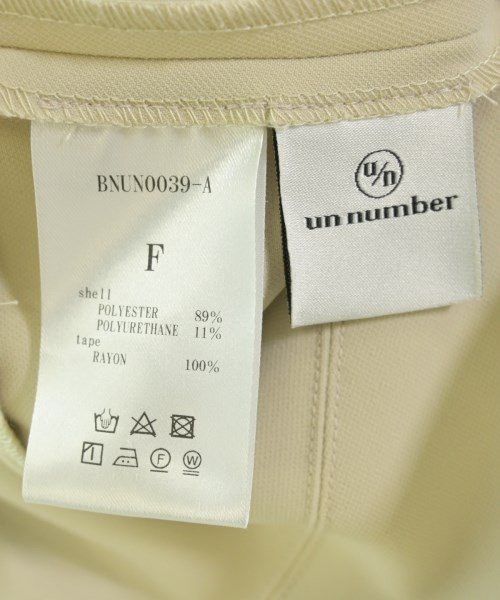 BNUN0039-A
F
shell
POLYESTER 89%
POLYURETHANE 11%
tape
RAYON 100%
F
W
u/n
un number